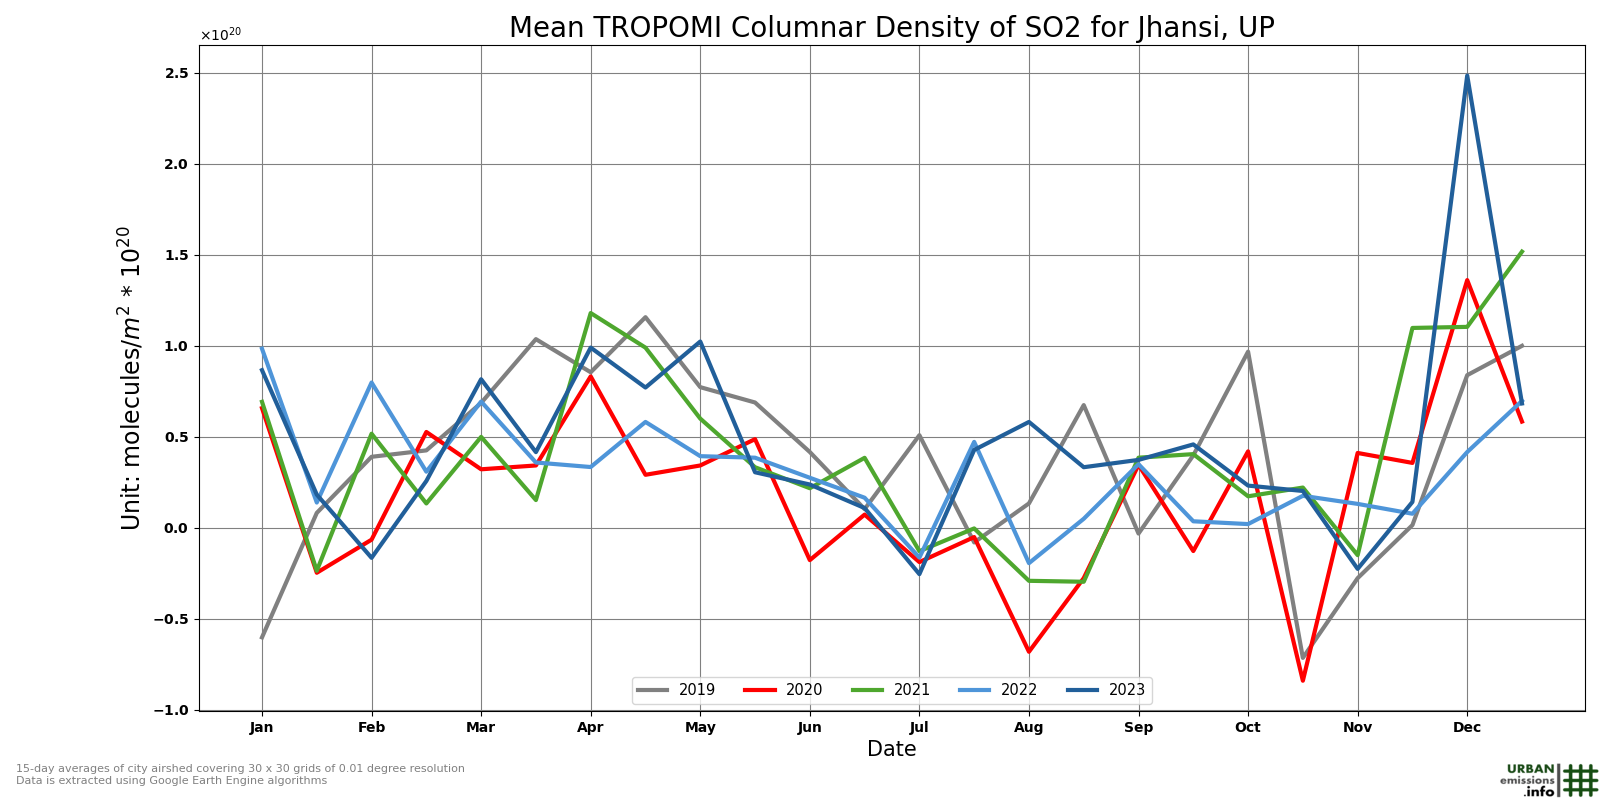 Mean TROPOMI Columnar Density of SO2 for Jhansi, UP
×10²⁰
2.5
2.0
1.5
1.0
0.5
0.0
−0.5
−1.0
Unit: molecules/m² * 10²⁰
2019 2020 2021 2022 2023
Jan Feb Mar Apr May Jun Jul Aug Sep Oct Nov Dec
Date
15-day averages of city airshed covering 30 x 30 grids of 0.01 degree resolution
Data is extracted using Google Earth Engine algorithms
URBAN
emissions
.info